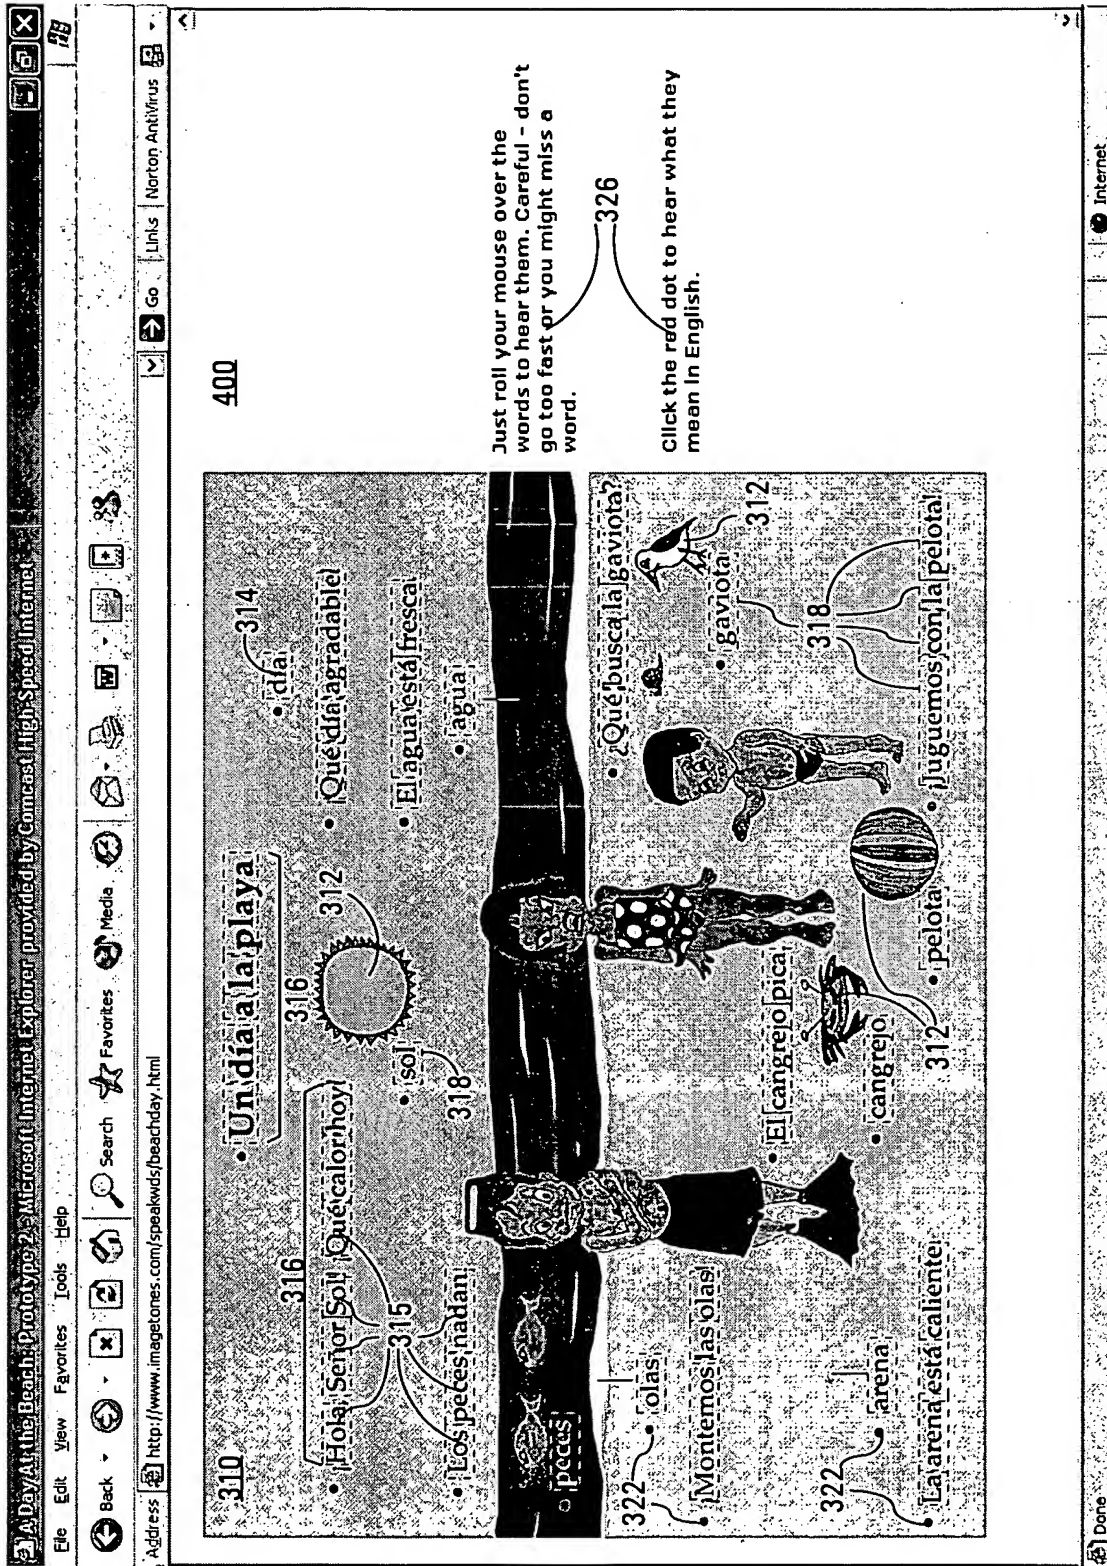 A Day At the Beach: Prototype 2 - Microsoft Internet Explorer provided by Comcast High-Speed Internet
File Edit View Favorites Tools Help
Back Search Favorites Media
Address http://www.imagetones.com/speakwds/beachday.html Go Links Norton AntiVirus
310
400
Un día a la playa
316
314
día
316
¡Hola, Señor Sol! ¡Qué calor hoy!
312
¡Qué día agradable!
sol
318
El agua está fresca
315
Los peces nadan
agua
peces
Just roll your mouse over the
words to hear them. Careful - don't
go too fast or you might miss a
word.
326
Click the red dot to hear what they
mean in English.
322
olas
¿Qué busca la gaviota?
¡Montemos las olas!
gaviota
312
El cangrejo pica
318
322
arena
cangrejo
312
La arena está caliente
pelota
¡Juguemos con la pelota!
Done
Internet